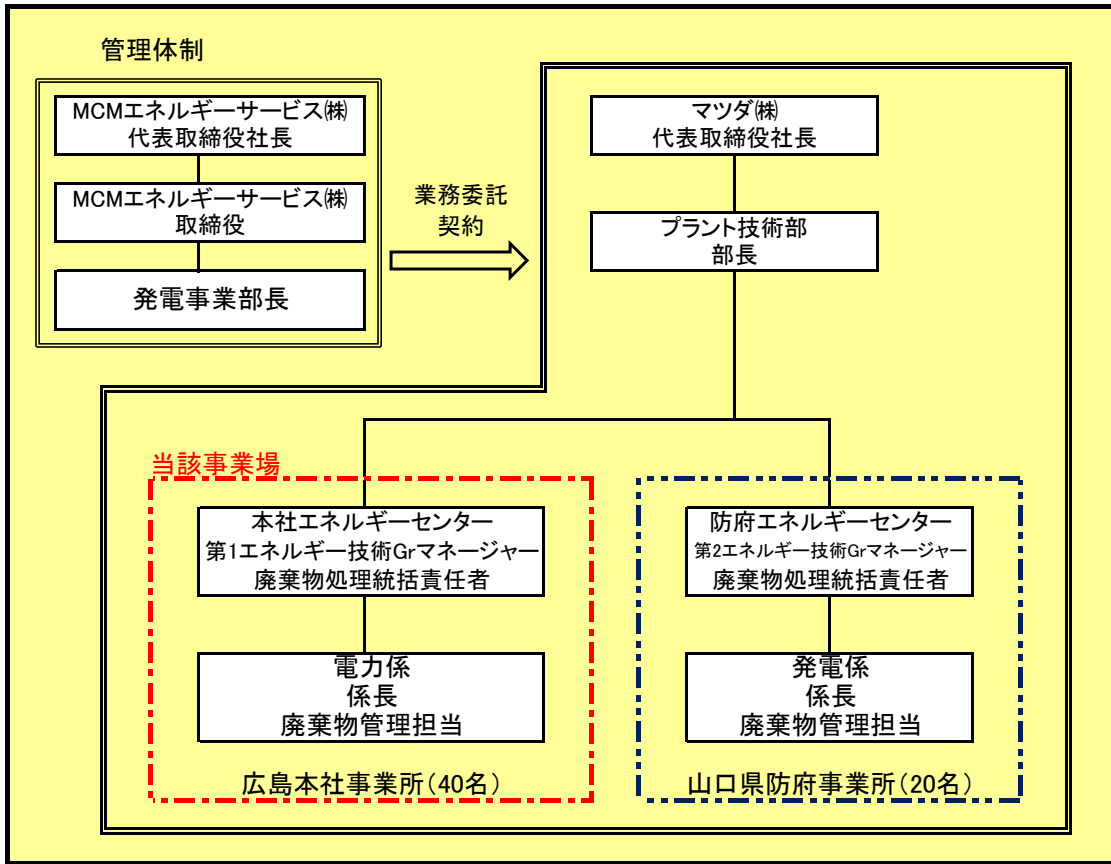 管理体制
MCMエネルギーサービス㈱
代表取締役社長
MCMエネルギーサービス㈱
取締役
発電事業部長
業務委託
契約
マツダ㈱
代表取締役社長
プラント技術部
部長
当該事業場
本社エネルギーセンター
第1エネルギー技術Grマネージャー
廃棄物処理統括責任者
電力係
係長
廃棄物管理担当
広島本社事業所(40名)
防府エネルギーセンター
第2エネルギー技術Grマネージャー
廃棄物処理統括責任者
発電係
係長
廃棄物管理担当
山口県防府事業所(20名)